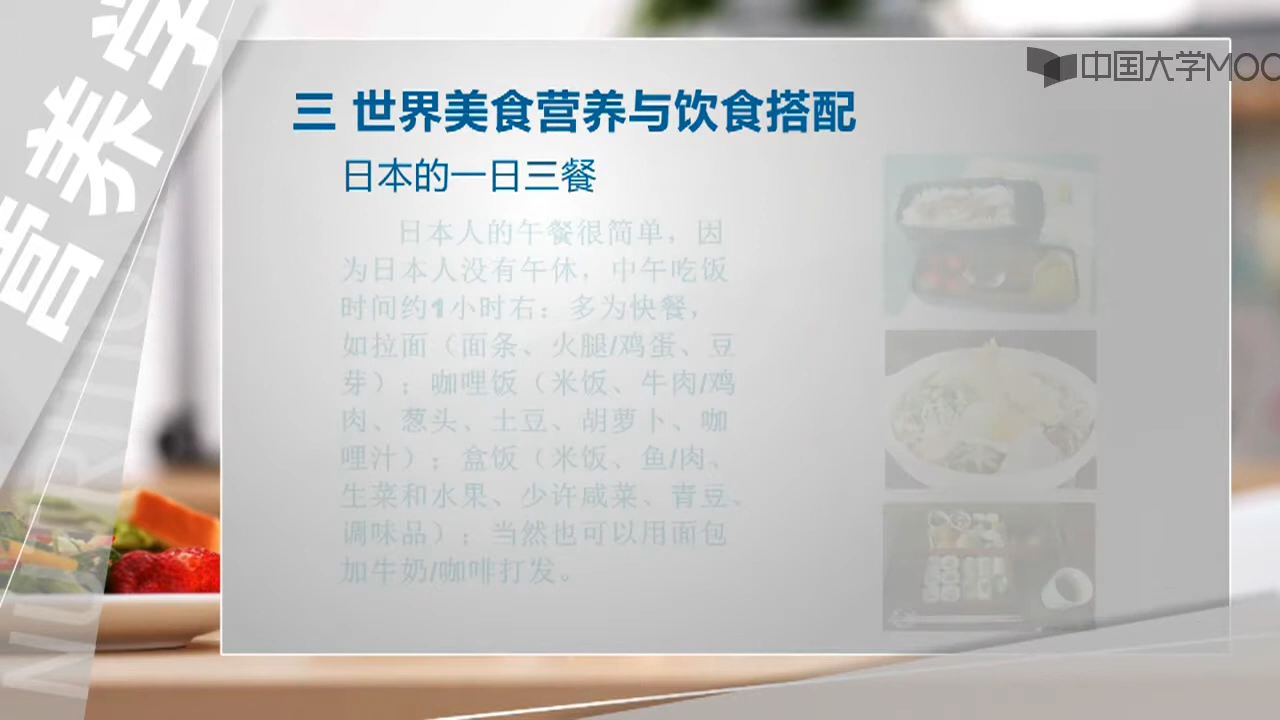 营养学
NUTRITION
中国大学MOO
三 世界美食营养与饮食搭配
日本的一日三餐
日本人的午餐很简单，因
为日本人没有午休，中午吃饭
时间约1小时右：多为快餐，
如拉面（面条、火腿/鸡蛋、豆
芽）；咖哩饭（米饭、牛肉/鸡
肉、葱头、土豆、胡萝卜、咖
哩汁）；盒饭（米饭、鱼/肉、
生菜和水果、少许咸菜、青豆、
调味品）；当然也可以用面包
加牛奶/咖啡打发。